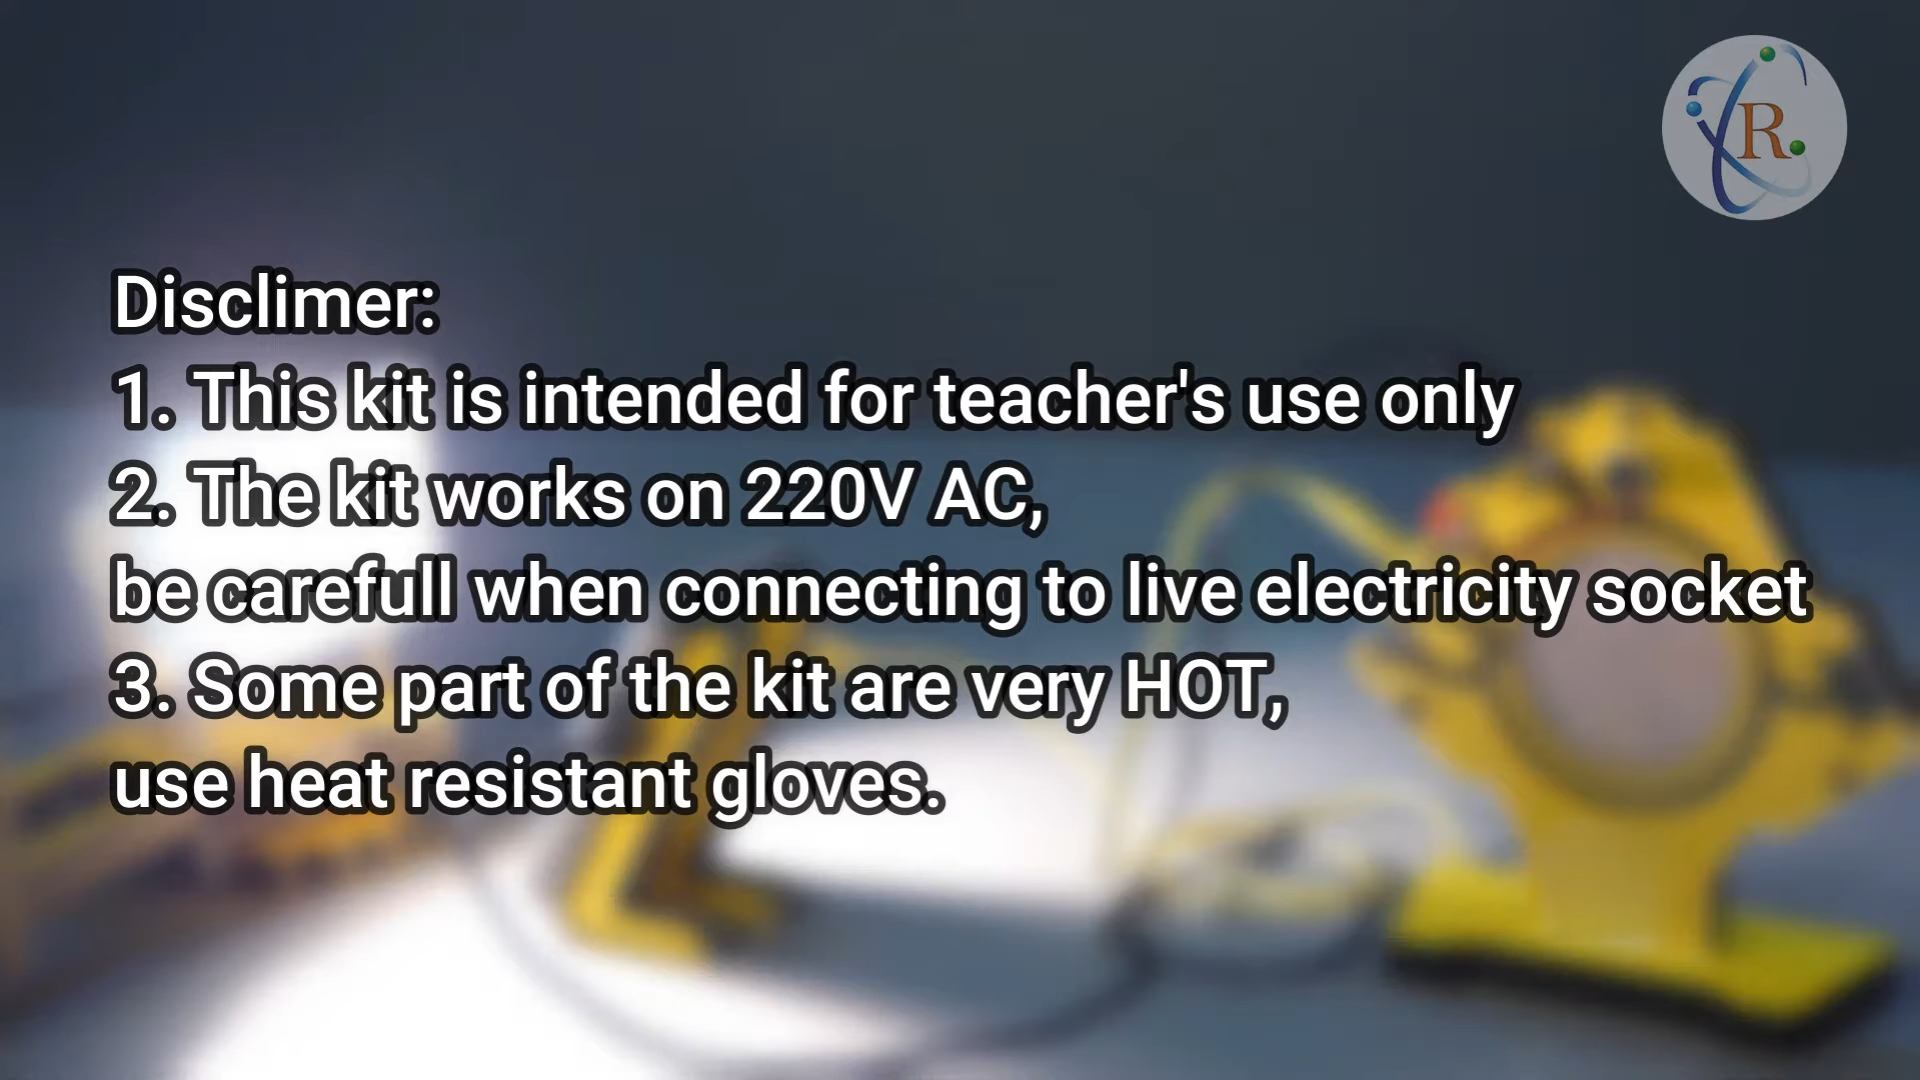 R
Disclimer:
1. This kit is intended for teacher's use only
2. The kit works on 220V AC,
be carefull when connecting to live electricity socket
3. Some part of the kit are very HOT,
use heat resistant gloves.